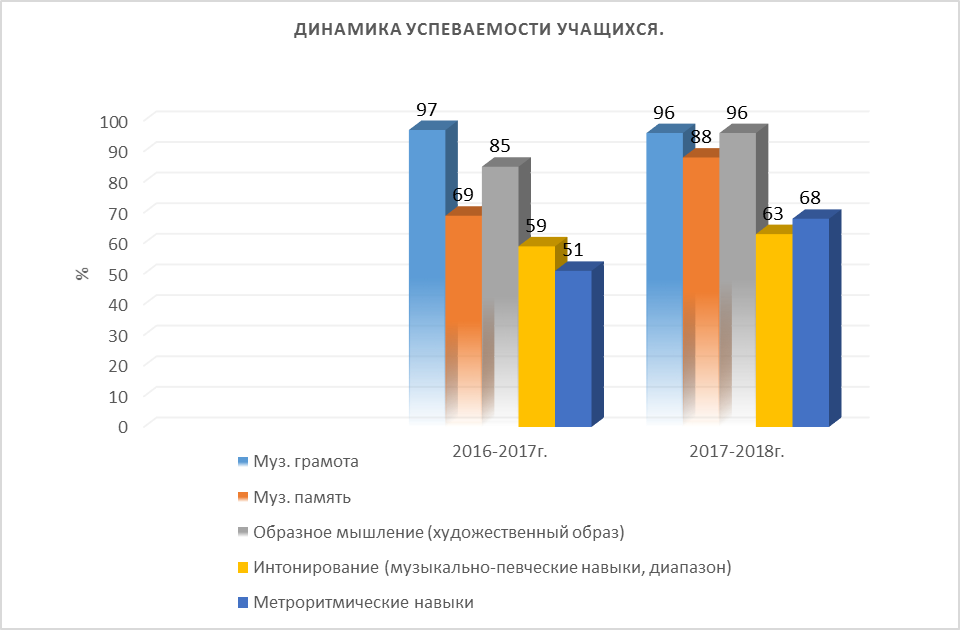 ДИНАМИКА УСПЕВАЕМОСТИ УЧАЩИХСЯ.
%
100
90
80
70
60
50
40
30
20
10
0
97
69
85
59
51
96
88
96
63
68
2016-2017г.
2017-2018г.
Муз. грамота
Муз. память
Образное мышление (художественный образ)
Интонирование (музыкально-певческие навыки, диапазон)
Метроритмические навыки